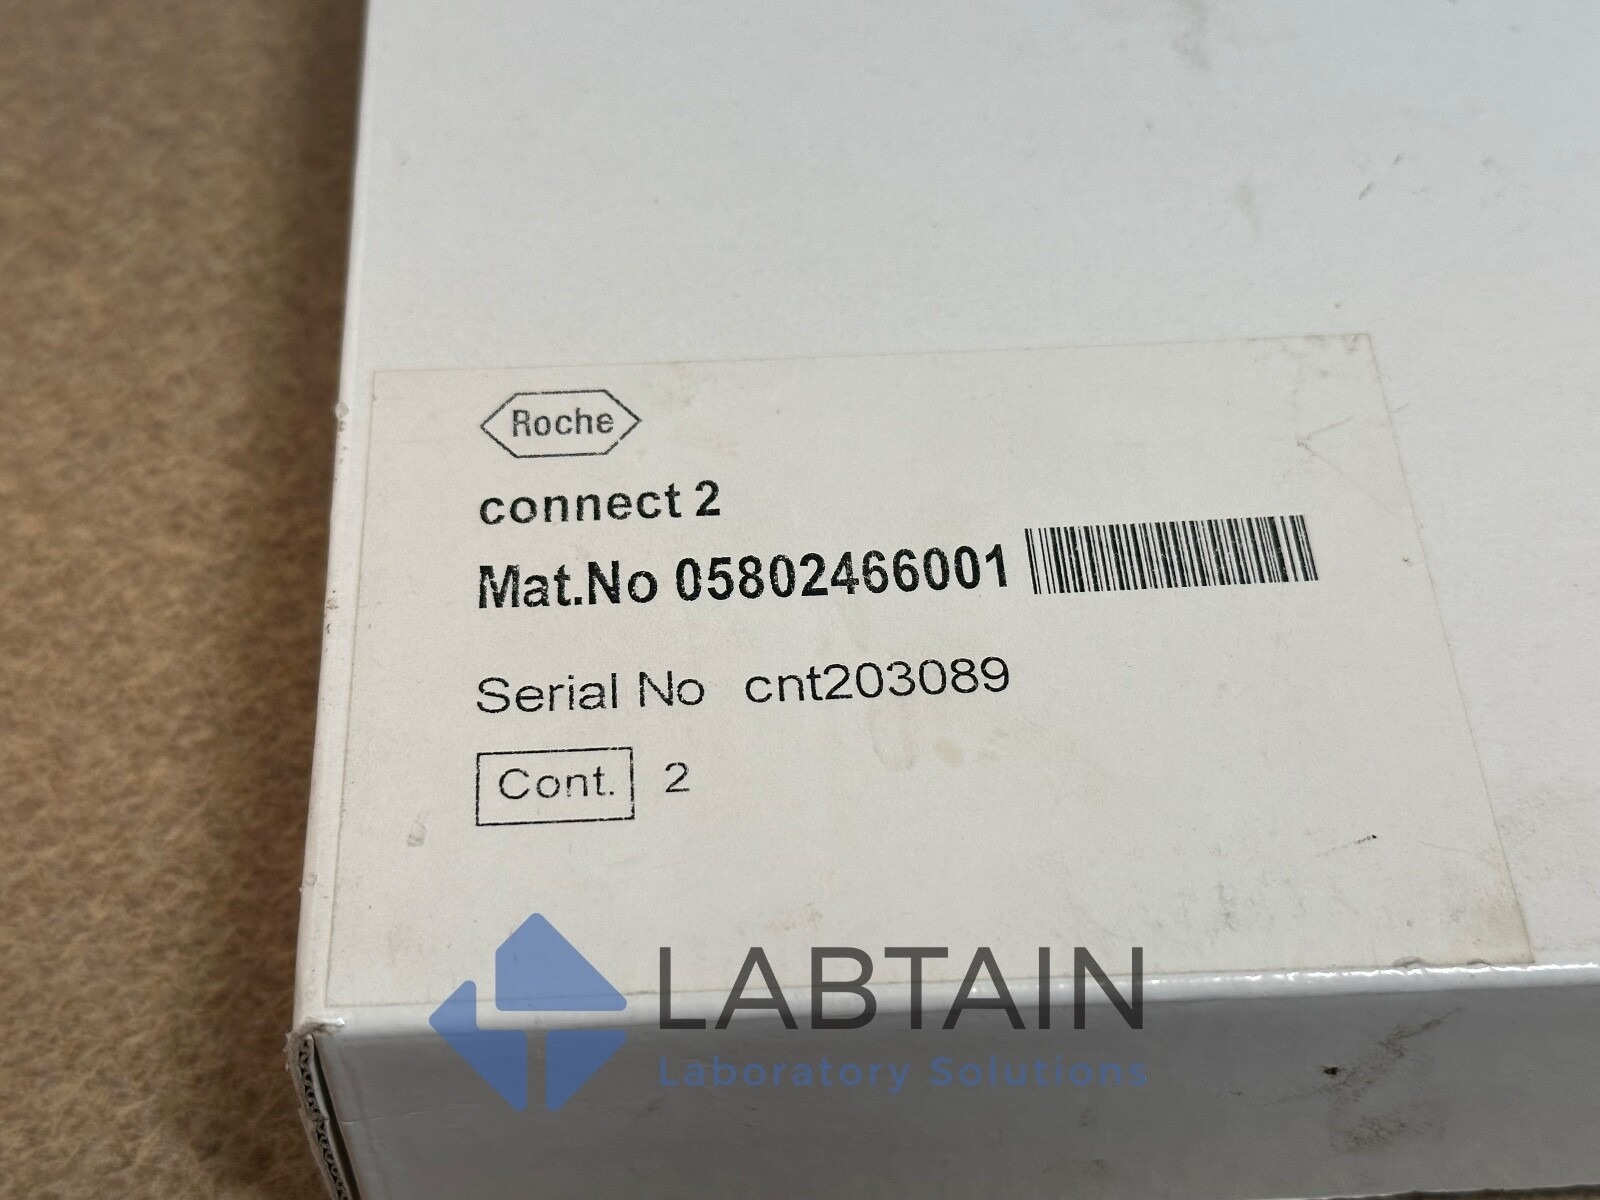 Roche
connect 2
Mat.No 05802466001
Serial No cnt203089
Cont. 2
LABTAIN
Laboratory Solutions